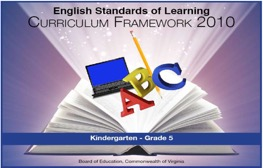 English Standards of Learning
CURRICULUM FRAMEWORK 2010
ABC
Kindergarten - Grade 5
Board of Education, Commonwealth of Virginia